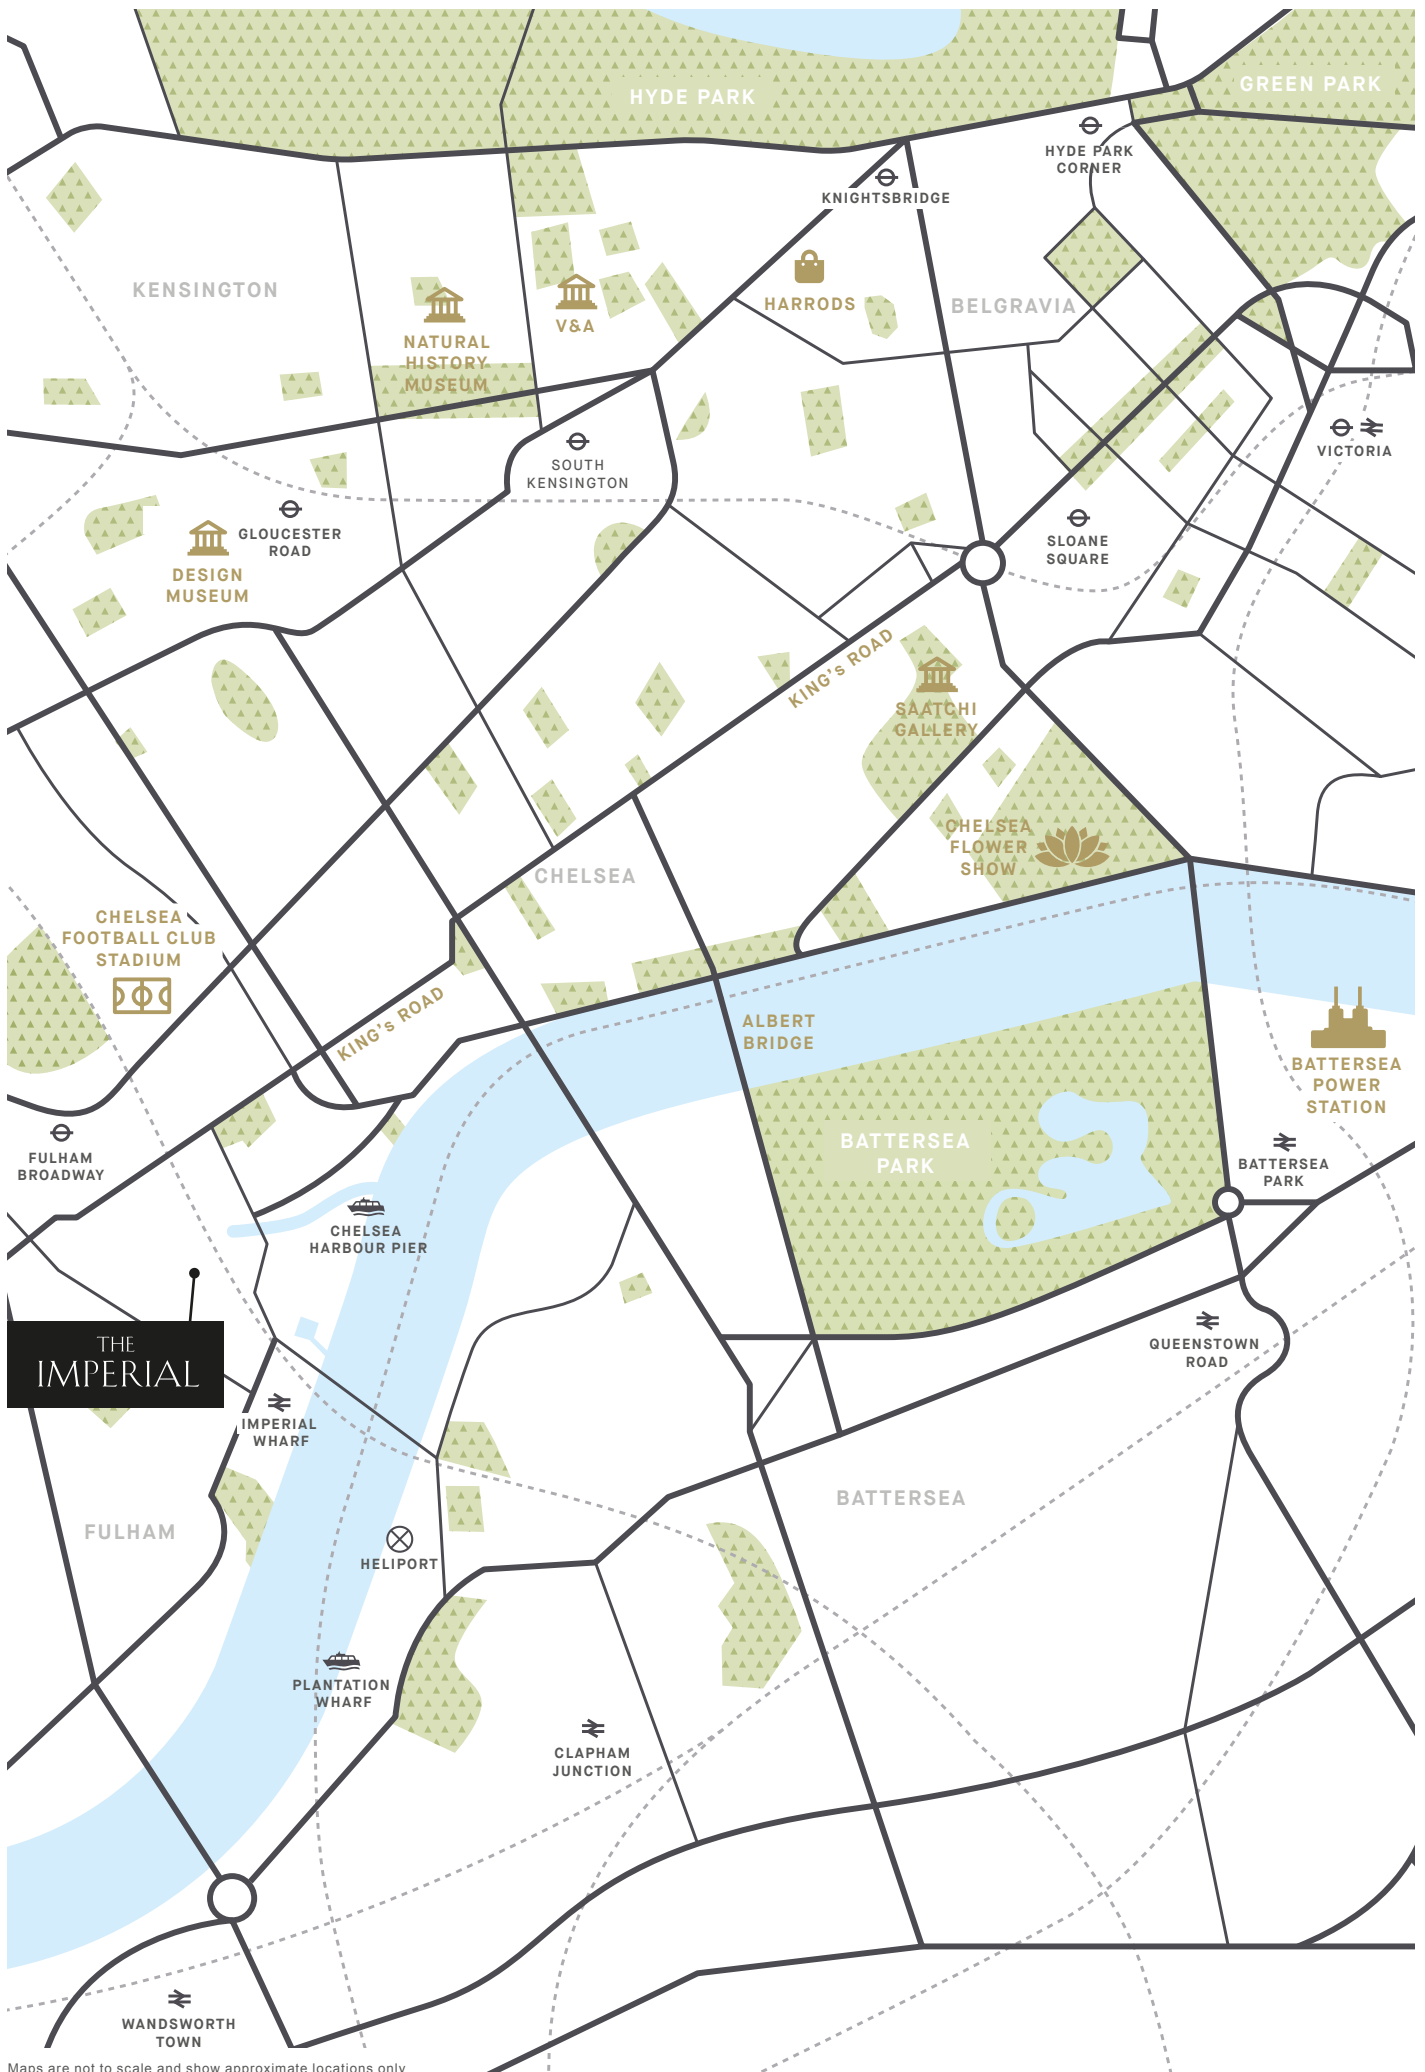 HYDE PARK
GREEN PARK
HYDE PARK
CORNER
KNIGHTSBRIDGE
KENSINGTON
HARRODS
BELGRAVIA
V&A
NATURAL
HISTORY
MUSEUM
VICTORIA
SOUTH
KENSINGTON
GLOUCESTER
ROAD
SLOANE
SQUARE
DESIGN
MUSEUM
KING's ROAD
SAATCHI
GALLERY
CHELSEA
FLOWER
SHOW
CHELSEA
CHELSEA
FOOTBALL CLUB
STADIUM
KING's ROAD
ALBERT
BRIDGE
BATTERSEA
POWER
STATION
FULHAM
BROADWAY
BATTERSEA
PARK
BATTERSEA
PARK
CHELSEA
HARBOUR PIER
THE
IMPERIAL
QUEENSTOWN
ROAD
IMPERIAL
WHARF
BATTERSEA
FULHAM
HELIPORT
PLANTATION
WHARF
CLAPHAM
JUNCTION
WANDSWORTH
TOWN
Maps are not to scale and show approximate locations only